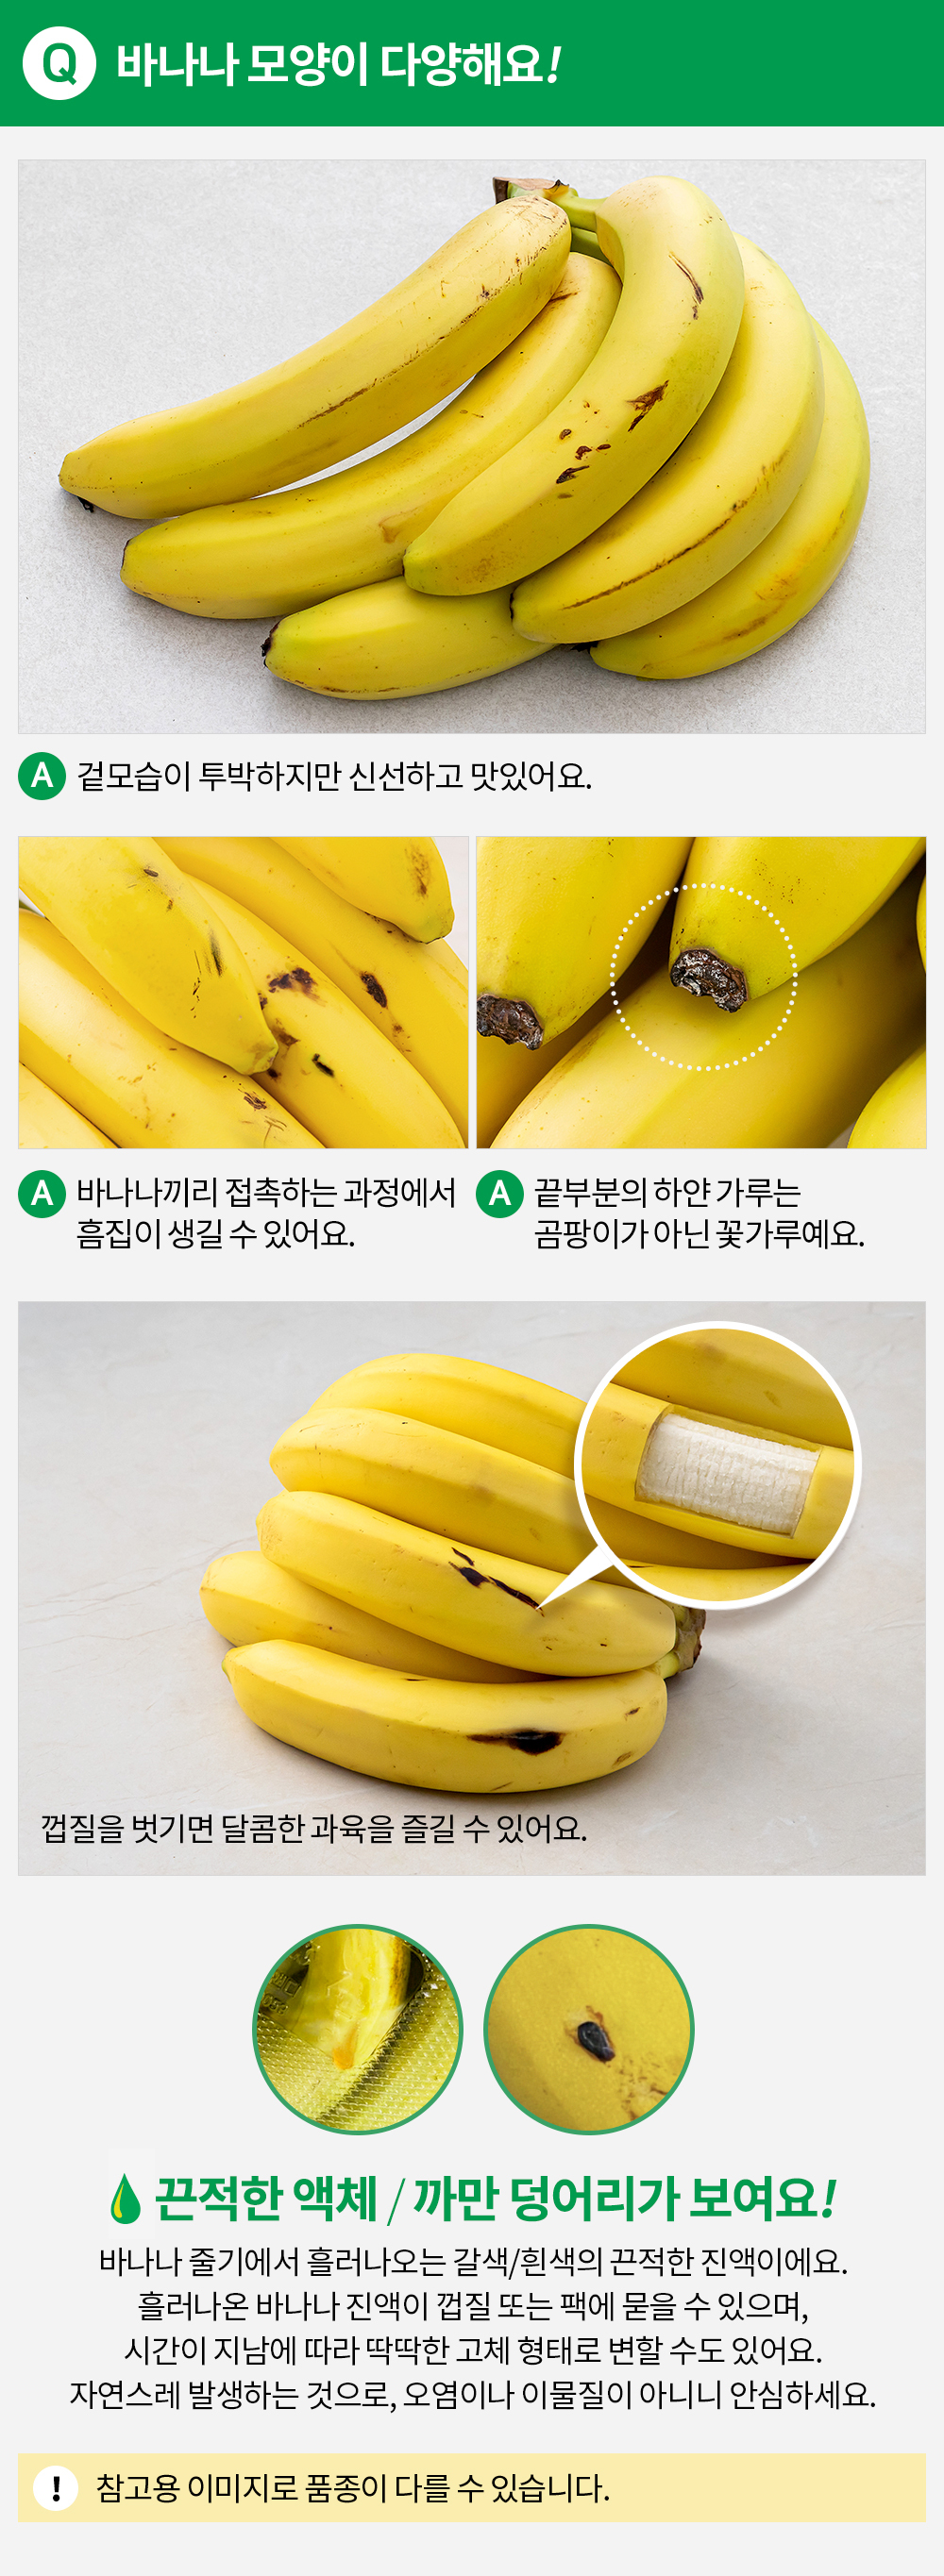 Q 바나나 모양이 다양해요!
A 겉모습이 투박하지만 신선하고 맛있어요.
A 바나나끼리 접촉하는 과정에서
흠집이 생길 수 있어요.
A 끝부분의 하얀 가루는
곰팡이가 아닌 꽃가루예요.
껍질을 벗기면 달콤한 과육을 즐길 수 있어요.
끈적한 액체 / 까만 덩어리가 보여요!
바나나 줄기에서 흘러나오는 갈색/흰색의 끈적한 진액이에요.
흘러나온 바나나 진액이 껍질 또는 팩에 묻을 수 있으며,
시간이 지남에 따라 딱딱한 고체 형태로 변할 수도 있어요.
자연스레 발생하는 것으로, 오염이나 이물질이 아니니 안심하세요.
! 참고용 이미지로 품종이 다를 수 있습니다.